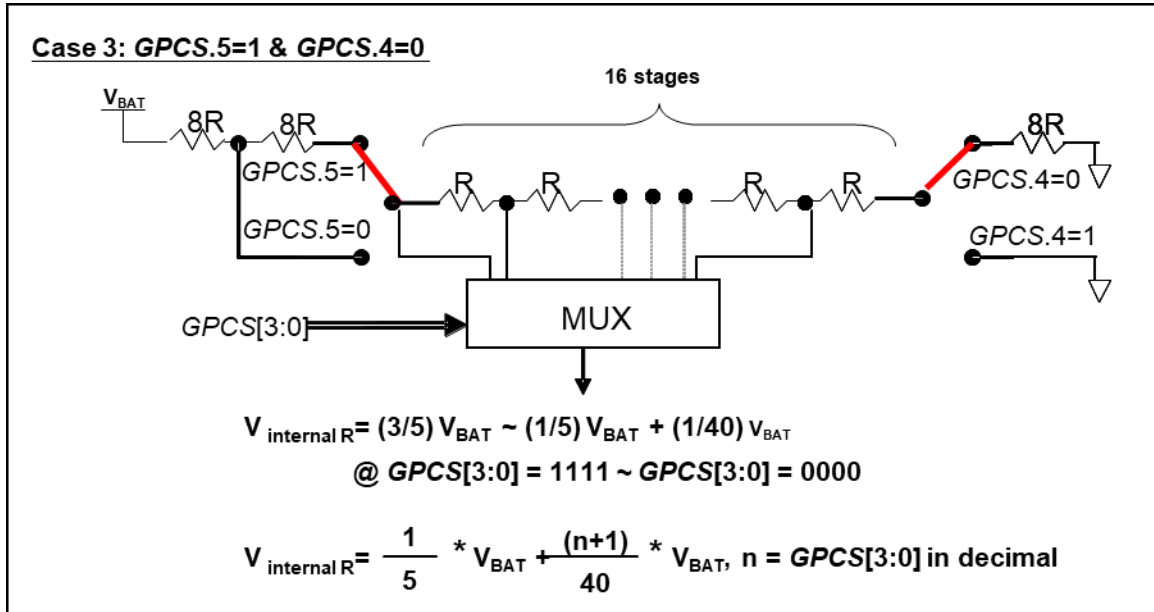 Case 3: GPCS.5=1 & GPCS.4=0
16 stages
VBAT
8R
8R
8R
GPCS.5=1
R
R
R
R
GPCS.4=0
GPCS.5=0
GPCS.4=1
MUX
GPCS[3:0]
V internal R= (3/5) VBAT ~ (1/5) VBAT + (1/40) VBAT
@ GPCS[3:0] = 1111 ~ GPCS[3:0] = 0000
V internal R= 1/5 * VBAT + (n+1)/40 * VBAT, n = GPCS[3:0] in decimal